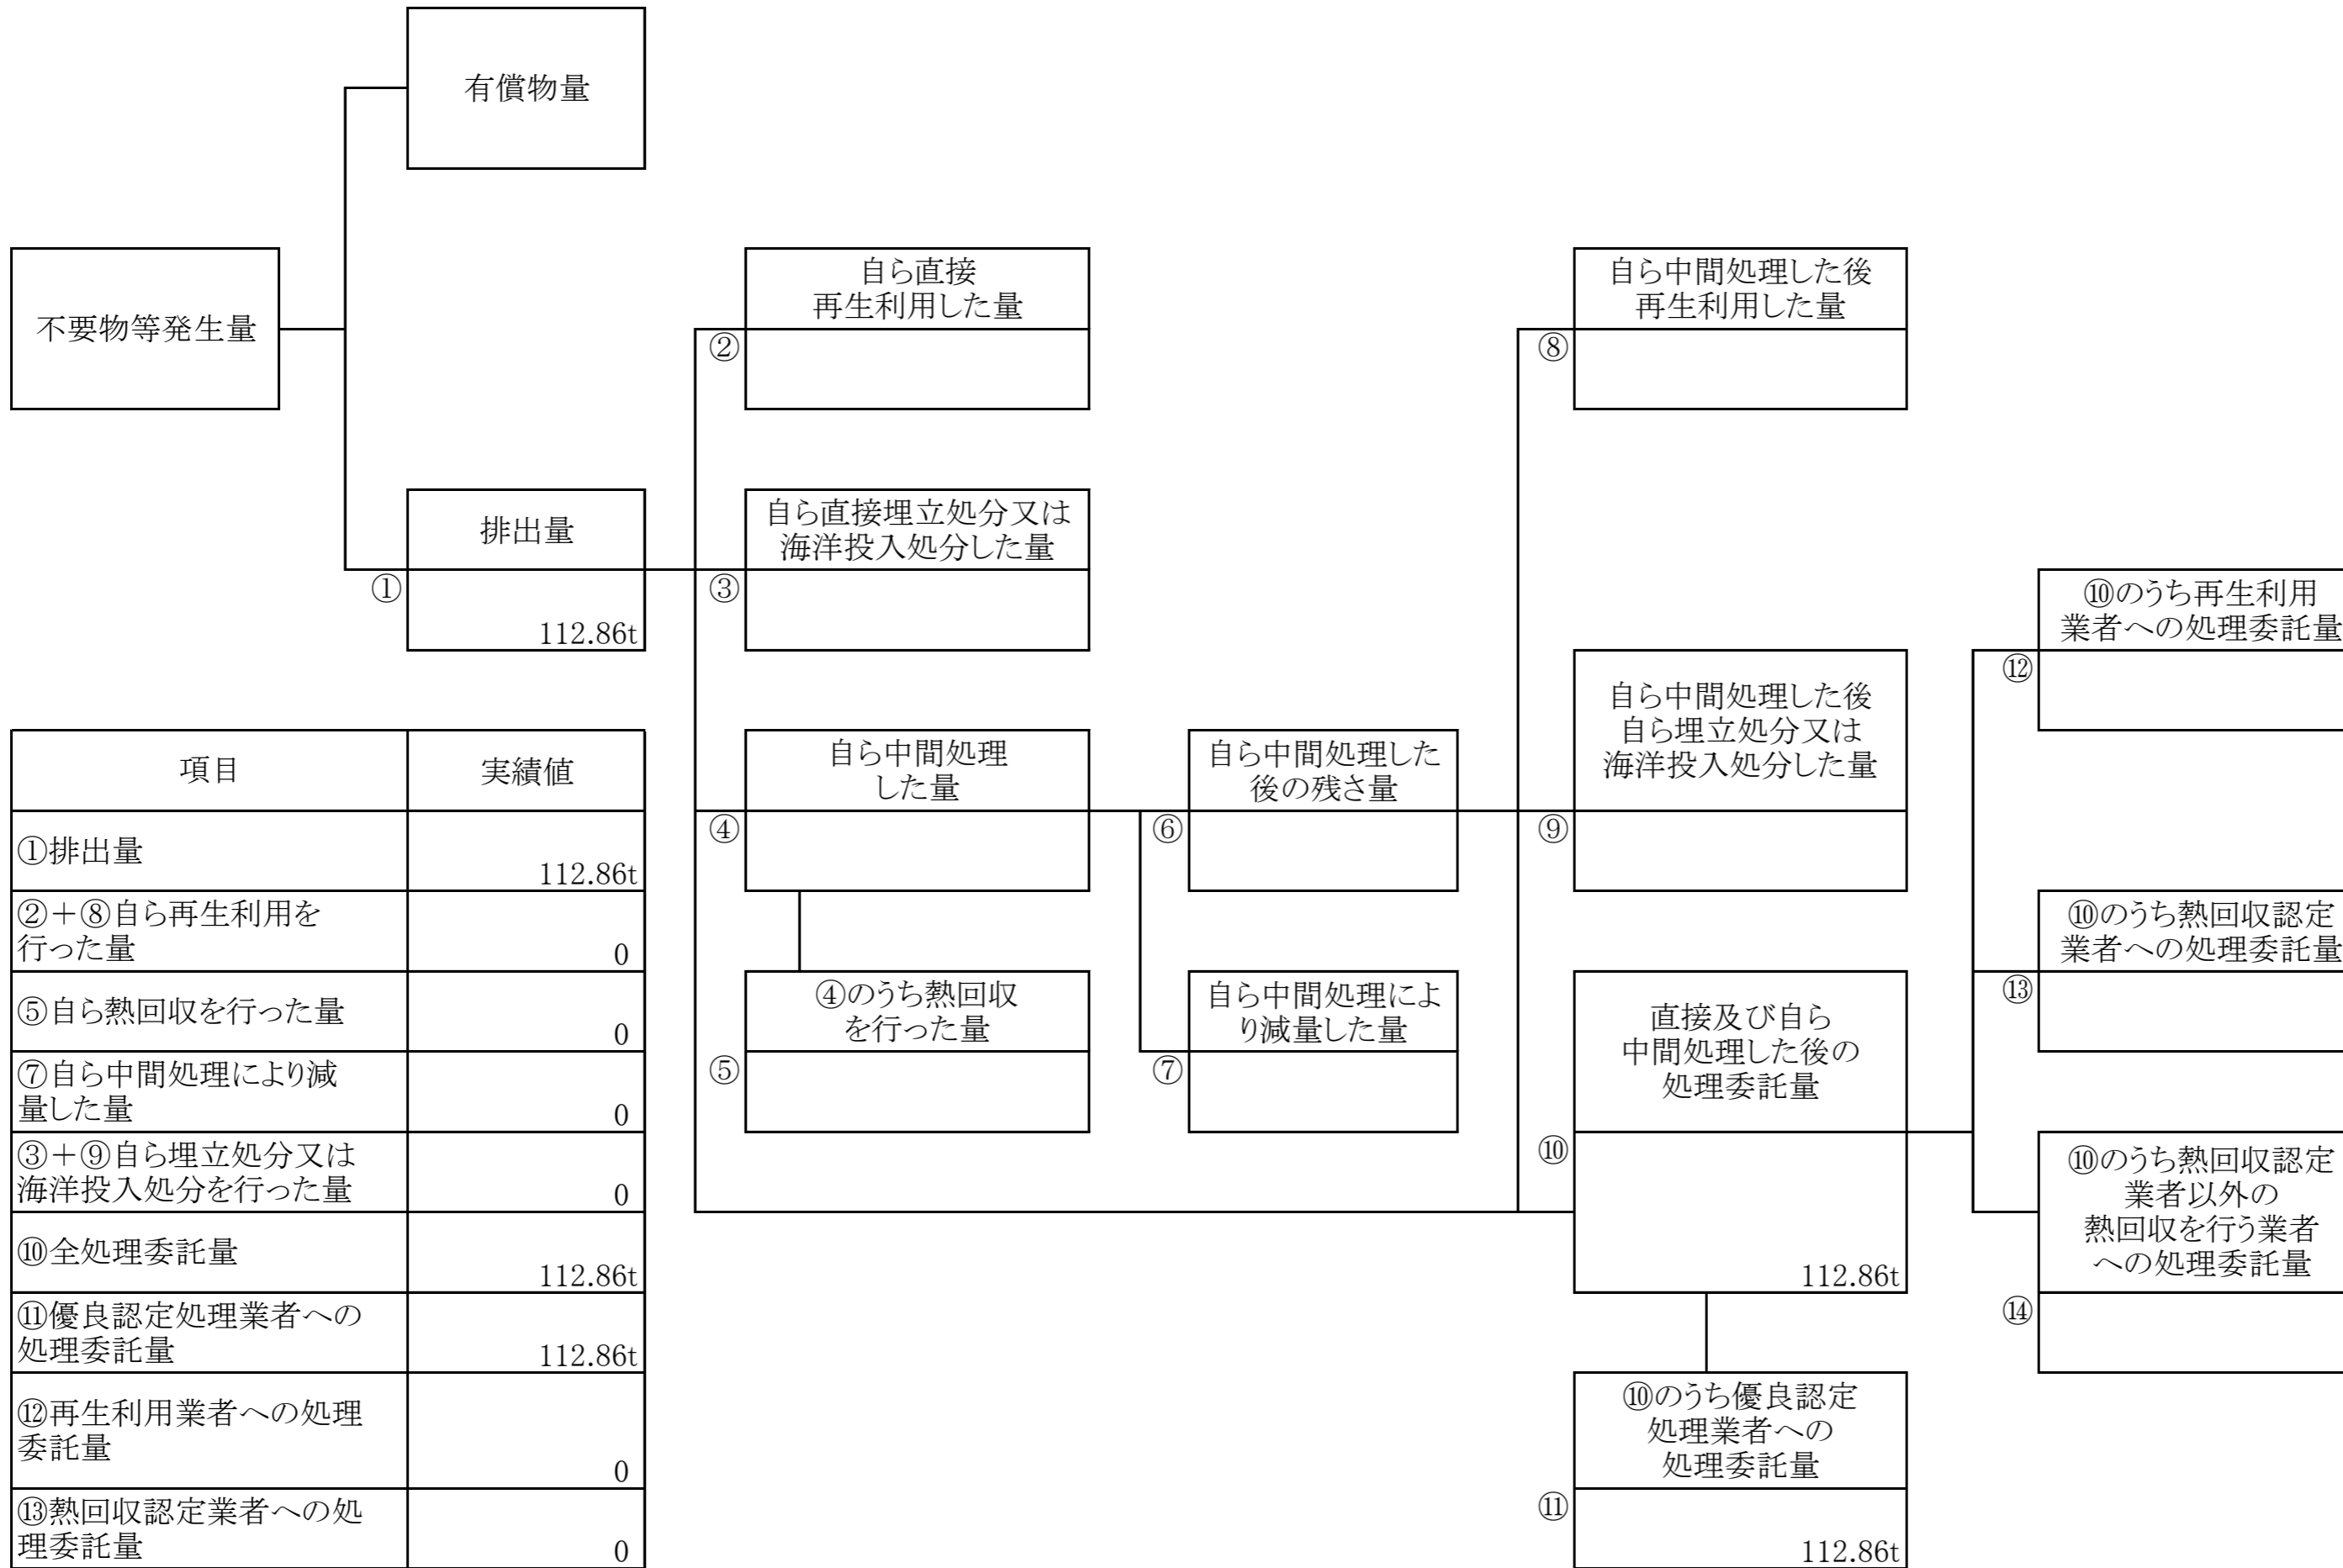 有償物量
不要物等発生量
自ら直接
再生利用した量
②
自ら中間処理した後
再生利用した量
⑧
排出量
①
112.86t
自ら直接埋立処分又は
海洋投入処分した量
③
⑩のうち再生利用
業者への処理委託量
⑫
自ら中間処理した後
自ら埋立処分又は
海洋投入処分した量
⑨
自ら中間処理
した量
④
自ら中間処理した
後の残さ量
⑥
⑩のうち熱回収認定
業者への処理委託量
⑬
④のうち熱回収
を行った量
⑤
自ら中間処理によ
り減量した量
⑦
直接及び自ら
中間処理した後の
処理委託量
⑩
112.86t
⑩のうち熱回収認定
業者以外の
熱回収を行う業者
への処理委託量
⑭
⑩のうち優良認定
処理業者への
処理委託量
⑪
112.86t
項目 実績値
①排出量
112.86t
②＋⑧自ら再生利用を
行った量 0
⑤自ら熱回収を行った量
0
⑦自ら中間処理により減
量した量 0
③＋⑨自ら埋立処分又は
海洋投入処分を行った量 0
⑩全処理委託量
112.86t
⑪優良認定処理業者への
処理委託量 112.86t
⑫再生利用業者への処理
委託量
0
⑬熱回収認定業者への処
理委託量 0